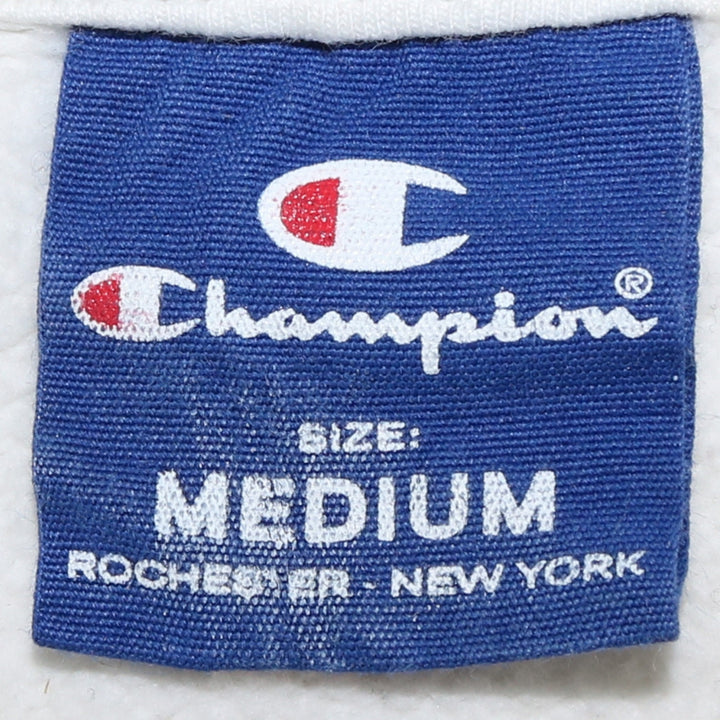 Champion®
SIZE:
MEDIUM
ROCHESTER - NEW YORK